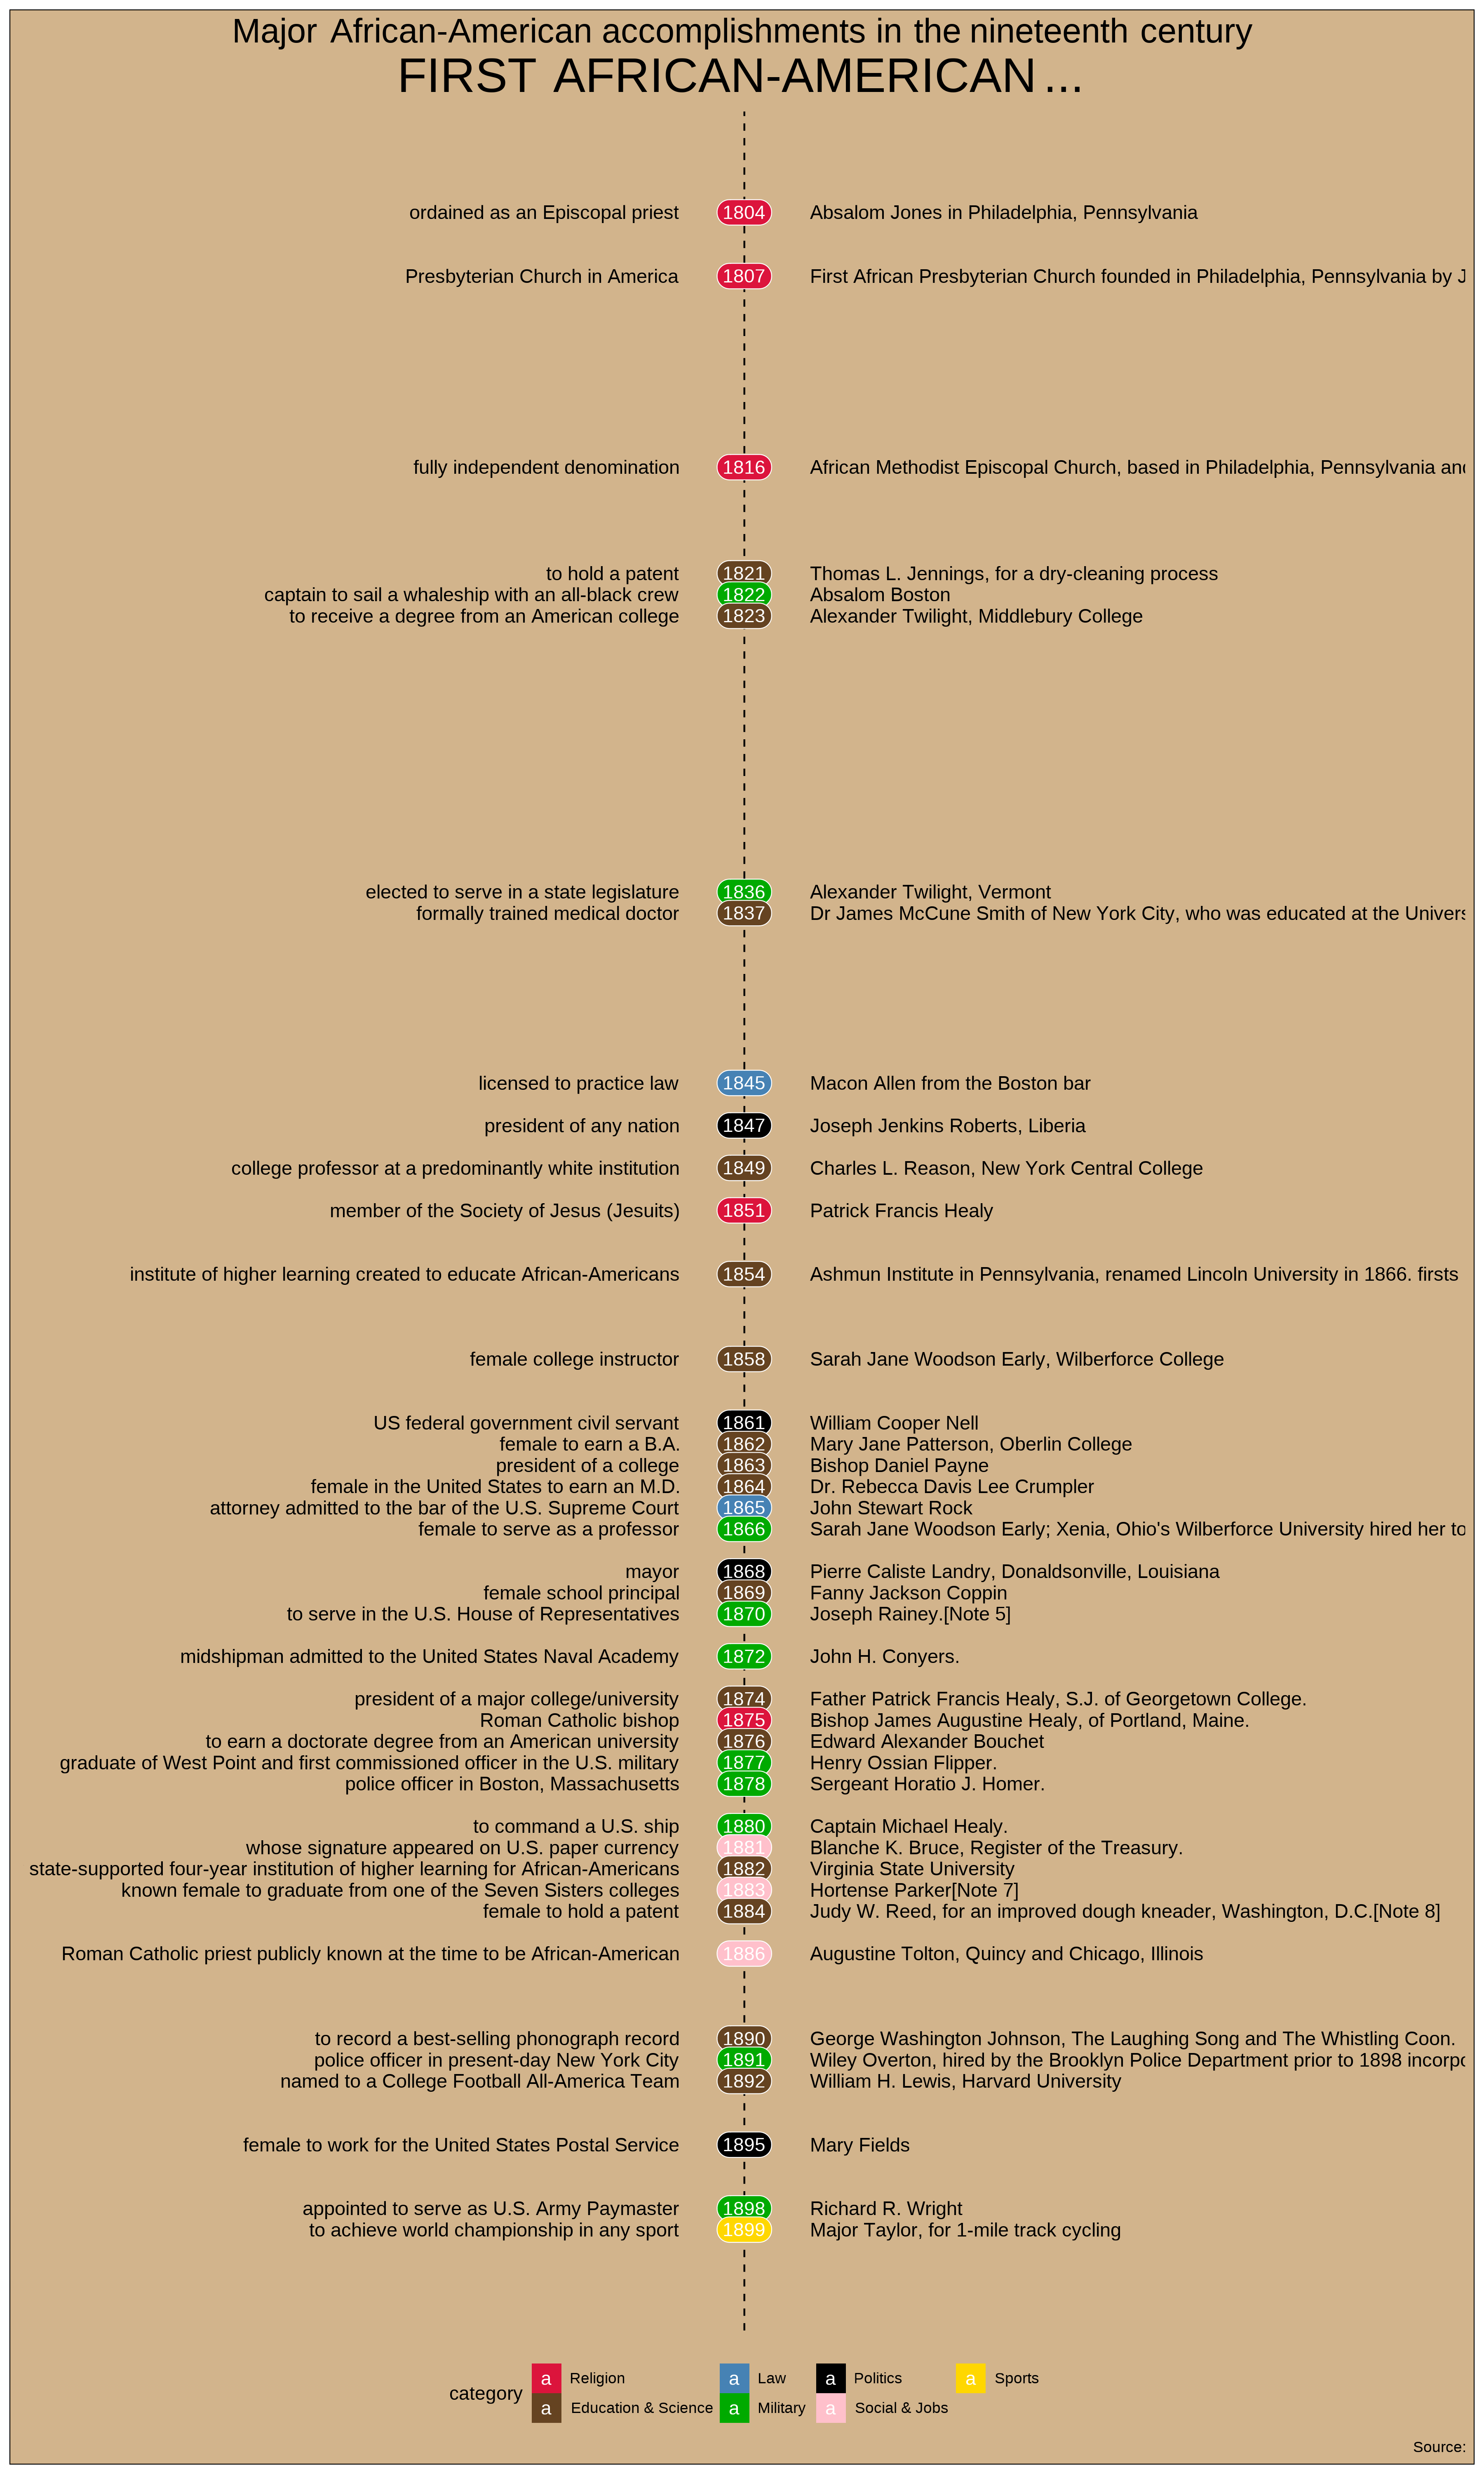 Major African-American accomplishments in the nineteenth century
FIRST AFRICAN-AMERICAN ...
ordained as an Episcopal priest 1804 Absalom Jones in Philadelphia, Pennsylvania
Presbyterian Church in America 1807 First African Presbyterian Church founded in Philadelphia, Pennsylvania by J
fully independent denomination 1816 African Methodist Episcopal Church, based in Philadelphia, Pennsylvania and
to hold a patent 1821 Thomas L. Jennings, for a dry-cleaning process
captain to sail a whaleship with an all-black crew 1822 Absalom Boston
to receive a degree from an American college 1823 Alexander Twilight, Middlebury College
elected to serve in a state legislature 1836 Alexander Twilight, Vermont
formally trained medical doctor 1837 Dr James McCune Smith of New York City, who was educated at the Univers
licensed to practice law 1845 Macon Allen from the Boston bar
president of any nation 1847 Joseph Jenkins Roberts, Liberia
college professor at a predominantly white institution 1849 Charles L. Reason, New York Central College
member of the Society of Jesus (Jesuits) 1851 Patrick Francis Healy
institute of higher learning created to educate African-Americans 1854 Ashmun Institute in Pennsylvania, renamed Lincoln University in 1866. firsts
female college instructor 1858 Sarah Jane Woodson Early, Wilberforce College
US federal government civil servant 1861 William Cooper Nell
female to earn a B.A. 1862 Mary Jane Patterson, Oberlin College
president of a college 1863 Bishop Daniel Payne
female in the United States to earn an M.D. 1864 Dr. Rebecca Davis Lee Crumpler
attorney admitted to the bar of the U.S. Supreme Court 1865 John Stewart Rock
female to serve as a professor 1866 Sarah Jane Woodson Early; Xenia, Ohio's Wilberforce University hired her to
mayor 1868 Pierre Caliste Landry, Donaldsonville, Louisiana
female school principal 1869 Fanny Jackson Coppin
to serve in the U.S. House of Representatives 1870 Joseph Rainey.[Note 5]
midshipman admitted to the United States Naval Academy 1872 John H. Conyers.
president of a major college/university 1874 Father Patrick Francis Healy, S.J. of Georgetown College.
Roman Catholic bishop 1875 Bishop James Augustine Healy, of Portland, Maine.
to earn a doctorate degree from an American university 1876 Edward Alexander Bouchet
graduate of West Point and first commissioned officer in the U.S. military 1877 Henry Ossian Flipper.
police officer in Boston, Massachusetts 1878 Sergeant Horatio J. Homer.
to command a U.S. ship 1880 Captain Michael Healy.
whose signature appeared on U.S. paper currency 1881 Blanche K. Bruce, Register of the Treasury.
state-supported four-year institution of higher learning for African-Americans 1882 Virginia State University
known female to graduate from one of the Seven Sisters colleges 1883 Hortense Parker[Note 7]
female to hold a patent 1884 Judy W. Reed, for an improved dough kneader, Washington, D.C.[Note 8]
Roman Catholic priest publicly known at the time to be African-American 1886 Augustine Tolton, Quincy and Chicago, Illinois
to record a best-selling phonograph record 1890 George Washington Johnson, The Laughing Song and The Whistling Coon.
police officer in present-day New York City 1891 Wiley Overton, hired by the Brooklyn Police Department prior to 1898 incorpo
named to a College Football All-America Team 1892 William H. Lewis, Harvard University
female to work for the United States Postal Service 1895 Mary Fields
appointed to serve as U.S. Army Paymaster 1898 Richard R. Wright
to achieve world championship in any sport 1899 Major Taylor, for 1-mile track cycling
category
a Religion a Law a Politics a Sports
a Education & Science a Military a Social & Jobs
Source: